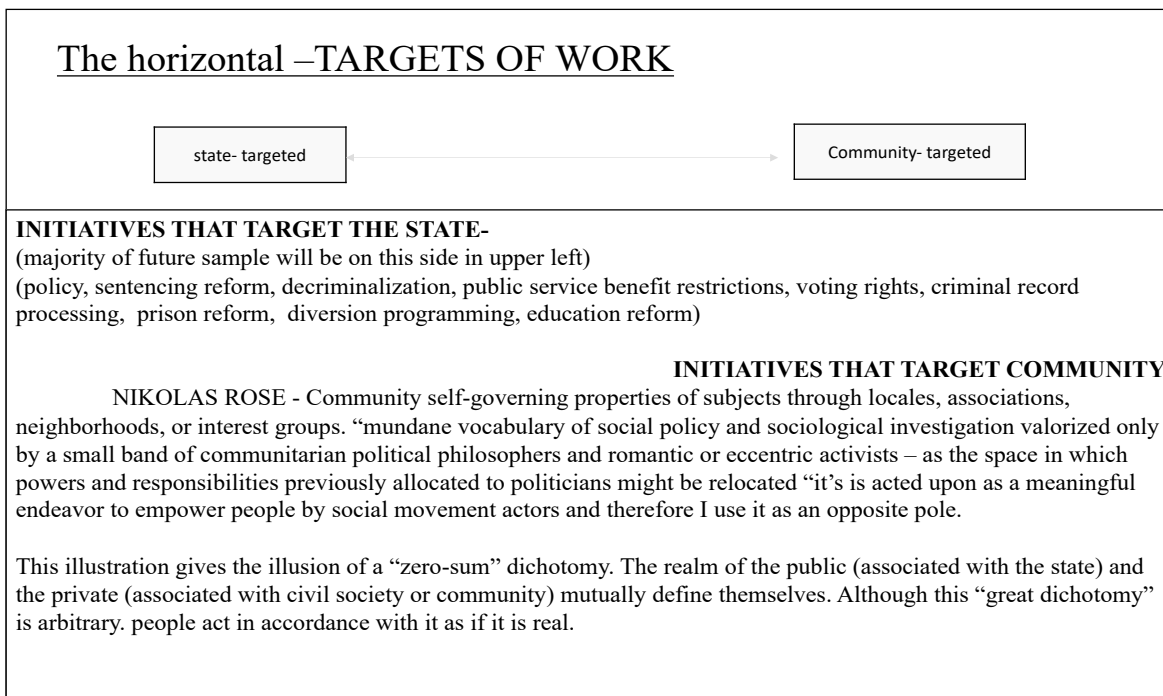 The horizontal –TARGETS OF WORK
state- targeted
Community- targeted
INITIATIVES THAT TARGET THE STATE-
(majority of future sample will be on this side in upper left)
(policy, sentencing reform, decriminalization, public service benefit restrictions, voting rights, criminal record
processing,  prison reform,  diversion programming, education reform)
INITIATIVES THAT TARGET COMMUNITY
NIKOLAS ROSE - Community self-governing properties of subjects through locales, associations,
neighborhoods, or interest groups. “mundane vocabulary of social policy and sociological investigation valorized only
by a small band of communitarian political philosophers and romantic or eccentric activists – as the space in which
powers and responsibilities previously allocated to politicians might be relocated “it’s is acted upon as a meaningful
endeavor to empower people by social movement actors and therefore I use it as an opposite pole.
This illustration gives the illusion of a “zero-sum” dichotomy. The realm of the public (associated with the state) and
the private (associated with civil society or community) mutually define themselves. Although this “great dichotomy”
is arbitrary. people act in accordance with it as if it is real.